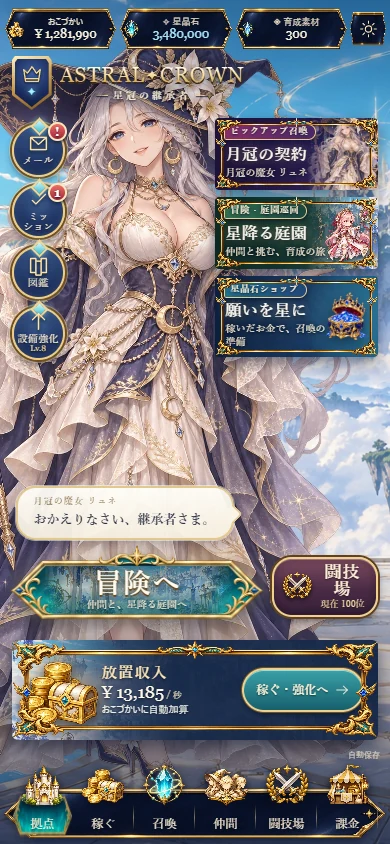 おこづかい
¥1,281,990
星晶石
3,480,000
育成素材
300
ASTRAL CROWN
星冠の継承者
メール
!
ミッ
ション
1
図鑑
設備強化
Lv.8
ピックアップ召喚
月冠の契約
月冠の魔女 リュネ
冒険・庭園巡回
星降る庭園
仲間と挑む、育成の旅
星晶石ショップ
願いを星に
稼いだお金で、召喚の
準備
月冠の魔女 リュネ
おかえりなさい、継承者さま。
冒険へ
仲間と、星降る庭園へ
闘技
場
現在 100位
放置収入
¥13,185/秒
おこづかいに自動加算
稼ぐ・強化へ →
自動保存
拠点
稼ぐ
召喚
仲間
闘技場
課金